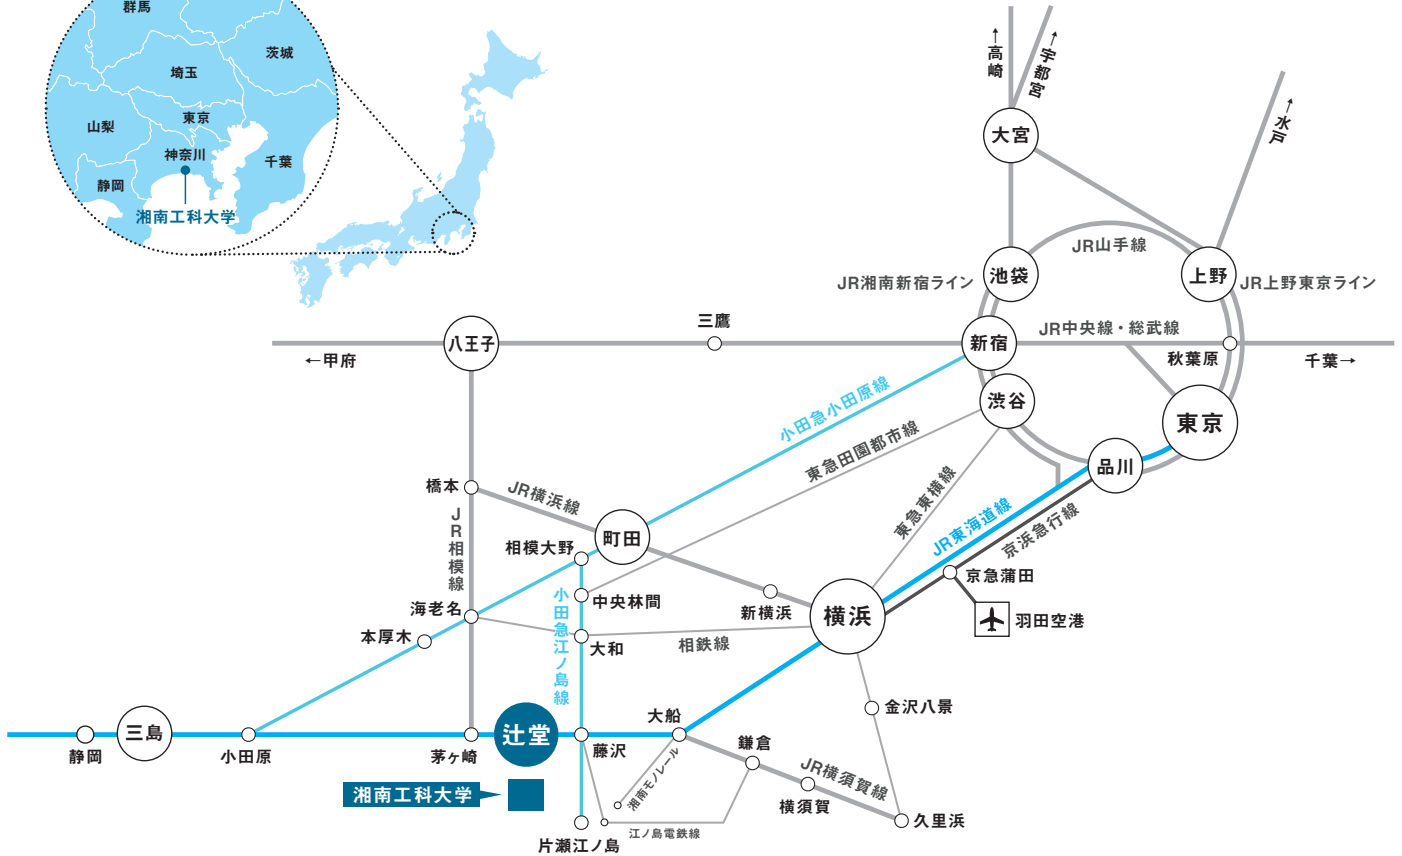 群馬
茨城
埼玉
東京
山梨
神奈川
千葉
静岡
湘南工科大学
←高崎
←宇都宮
←水戸
大宮
JR山手線
池袋
上野
JR湘南新宿ライン
JR上野東京ライン
三鷹
JR中央線・総武線
八王子
新宿
秋葉原
←甲府
千葉→
小田急小田原線
渋谷
東京
東急田園都市線
品川
橋本
JR横浜線
東急東横線
JR東海道線
京浜急行線
JR相模線
町田
相模大野
京急蒲田
小田急江ノ島線
中央林間
海老名
新横浜
横浜
羽田空港
本厚木
大和
相鉄線
金沢八景
大船
三島
辻堂
静岡
小田原
茅ヶ崎
藤沢
鎌倉
湘南モノレール
JR横須賀線
湘南工科大学
横須賀
久里浜
江ノ島電鉄線
片瀬江ノ島